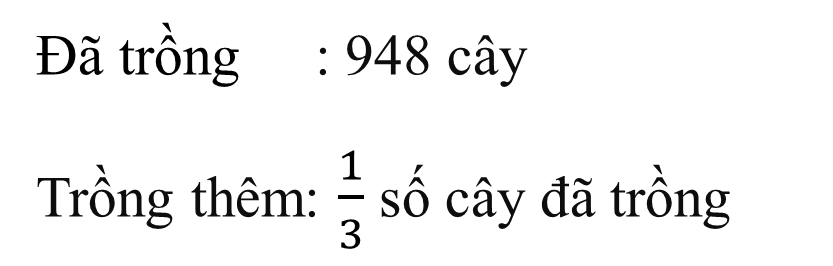 Đã trồng : 948 cây
Trồng thêm: 1/3 số cây đã trồng